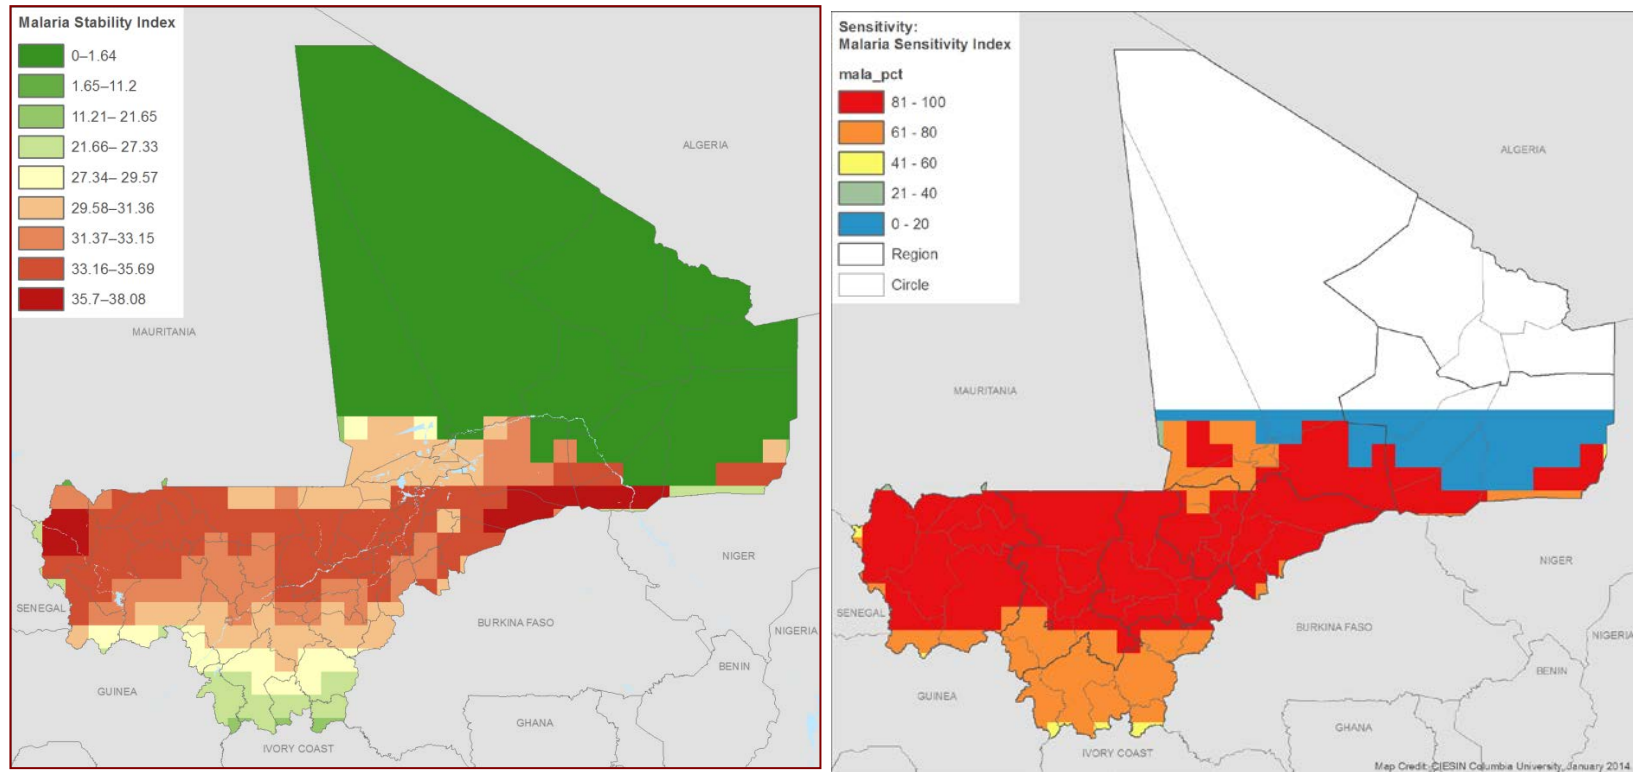 Malaria Stability Index
0–1.64
1.65–11.2
11.21– 21.65
21.66– 27.33
27.34 – 29.57
29.58–31.36
31.37–33.15
33.16–35.69
35.7–38.08
ALGERIA
MAURITANIA
NIGER
SENEGAL
BURKINA FASO
NIGERIA
BENIN
GUINEA
GHANA
IVORY COAST
Sensitivity:
Malaria Sensitivity Index
mala_pct
81 - 100
61 - 80
41 - 60
21 - 40
0 - 20
Region
Circle
ALGERIA
MAURITANIA
NIGER
SENEGAL
BURKINA FASO
NIGERIA
BENIN
GUINEA
GHANA
IVORY COAST
Map Credit: CIESIN Columbia University, January 2014.